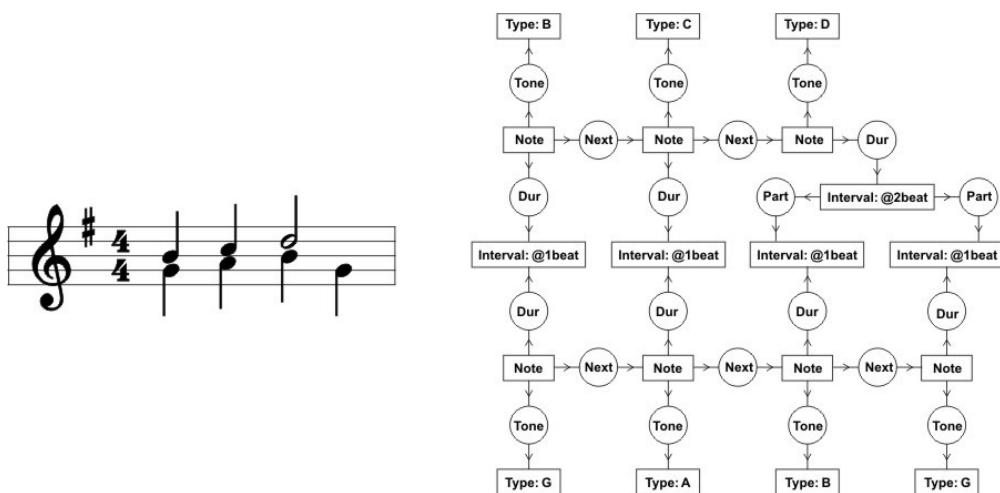 4
4
Type: B Type: C Type: D
Tone Tone Tone
Note Next Note Next Note Dur
Dur Dur Part Interval: @2beat Part
Interval: @1beat Interval: @1beat Interval: @1beat Interval: @1beat
Dur Dur Dur Dur
Note Next Note Next Note Next Note
Tone Tone Tone Tone
Type: G Type: A Type: B Type: G